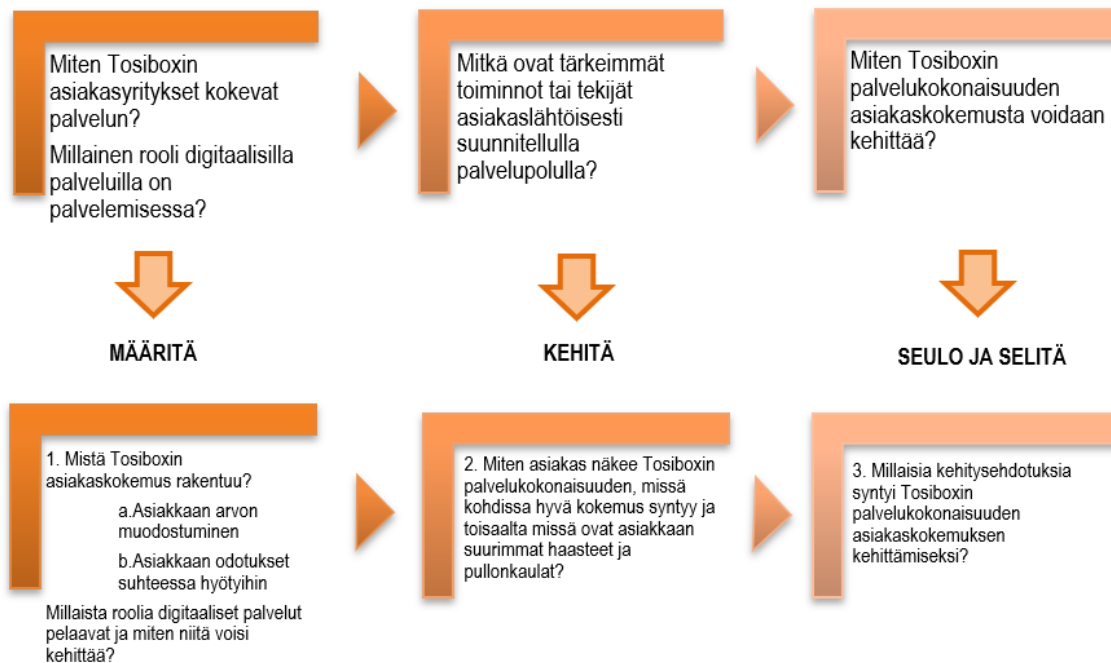 Miten Tosiboxin
asiakasyritykset kokevat
palvelun?
Millainen rooli digitaalisilla
palveluilla on
palvelemisessa?
Mitkä ovat tärkeimmät
toiminnot tai tekijät
asiakaslähtöisesti
suunnitellulla
palvelupolulla?
Miten Tosiboxin
palvelukokonaisuuden
asiakaskokemusta voidaan
kehittää?
MÄÄRITÄ
KEHITÄ
SEULO JA SELITÄ
1. Mistä Tosiboxin
asiakaskokemus rakentuu?
a.Asiakkaan arvon
muodostuminen
b.Asiakkaan odotukset
suhteessa hyötyihin
Millaista roolia digitaaliset palvelut
pelaavat ja miten niitä voisi
kehittää?
2. Miten asiakas näkee Tosiboxin
palvelukokonaisuuden, missä
kohdissa hyvä kokemus syntyy ja
toisaalta missä ovat asiakkaan
suurimmat haasteet ja
pullonkaulat?
3. Millaisia kehitysehdotuksia
syntyi Tosiboxin
palvelukokonaisuuden
asiakaskokemuksen
kehittämiseksi?